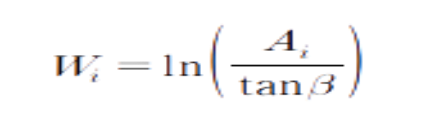 W_i = ln(A_i / tan β)